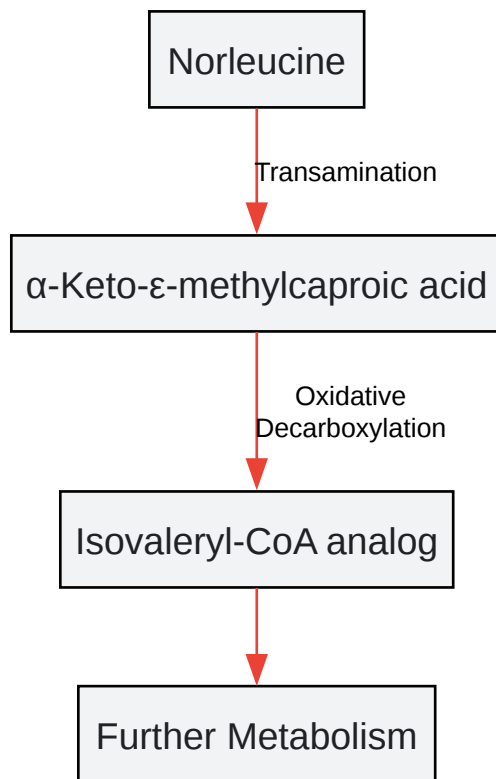 Norleucine
Transamination
α-Keto-ε-methylcaproic acid
Oxidative
Decarboxylation
Isovaleryl-CoA analog
Further Metabolism